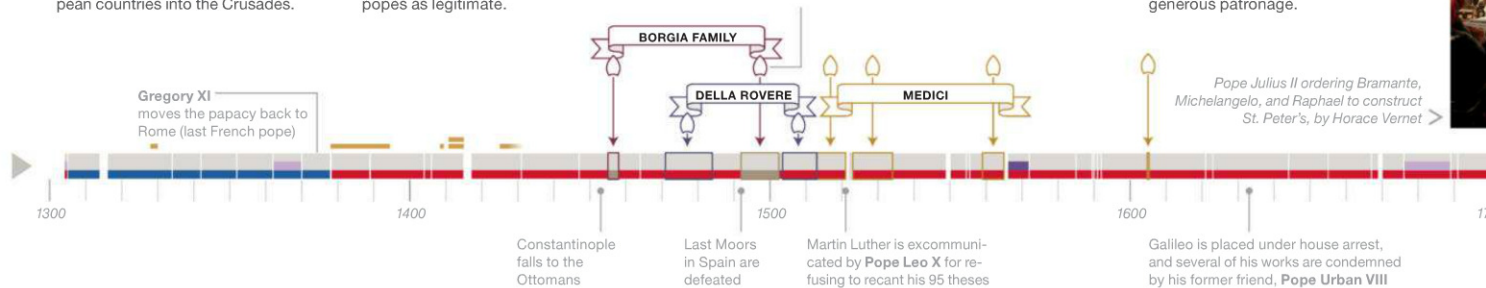 pean countries into the Crusades.
popes as legitimate.
generous patronage.
BORGIA FAMILY
DELLA ROVERE
MEDICI
Gregory XI
moves the papacy back to
Rome (last French pope)
Pope Julius II ordering Bramante,
Michelangelo, and Raphael to construct
St. Peter's, by Horace Vernet
1300
1400
1500
1600
Constantinople
falls to the
Ottomans
Last Moors
in Spain are
defeated
Martin Luther is excommuni-
cated by Pope Leo X for re-
fusing to recant his 95 theses
Galileo is placed under house arrest,
and several of his works are condemned
by his former friend, Pope Urban VIII